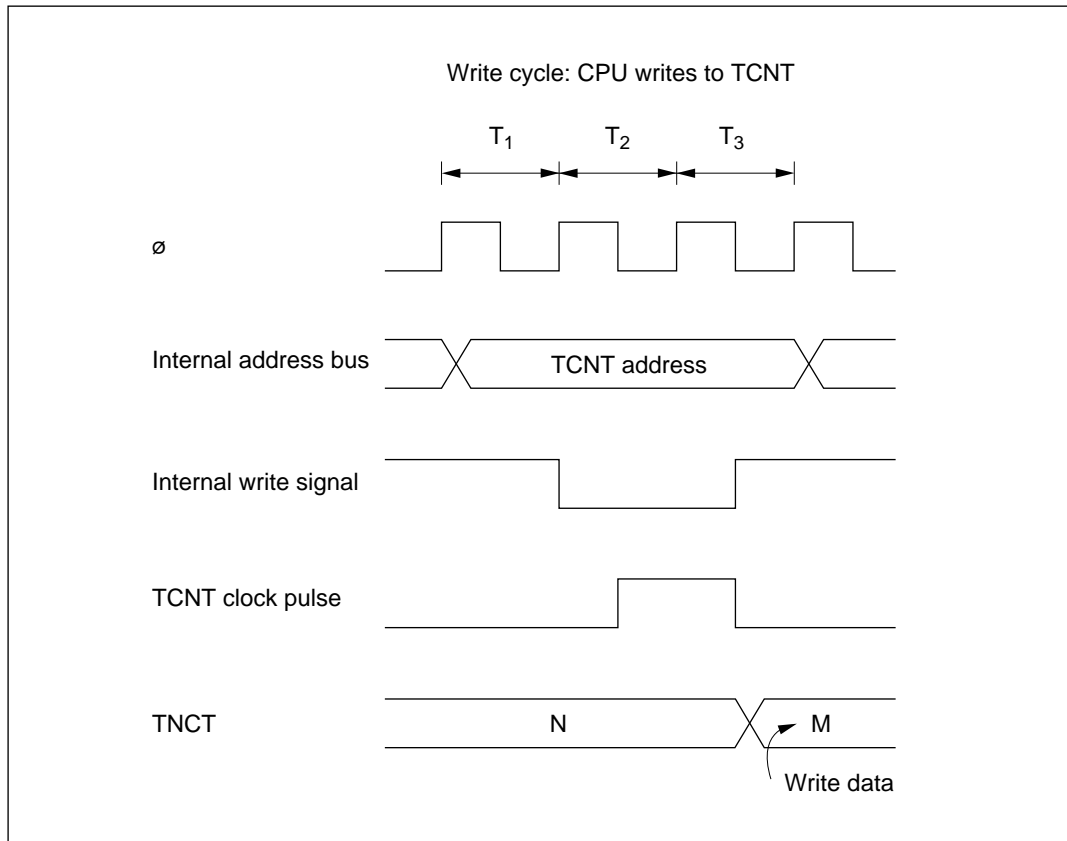 Write cycle: CPU writes to TCNT
T1 T2 T3
ø
Internal address bus
TCNT address
Internal write signal
TCNT clock pulse
TNCT
N
M
Write data